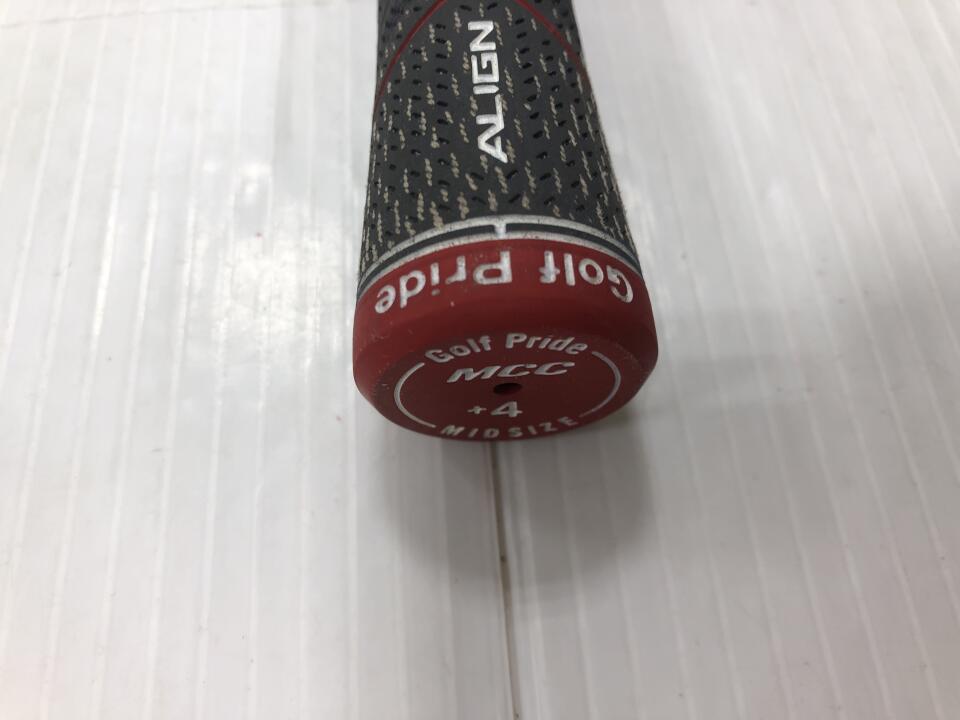 ALIGN
Golf Pride
Golf Pride
MCC
+4
MIDSIZE